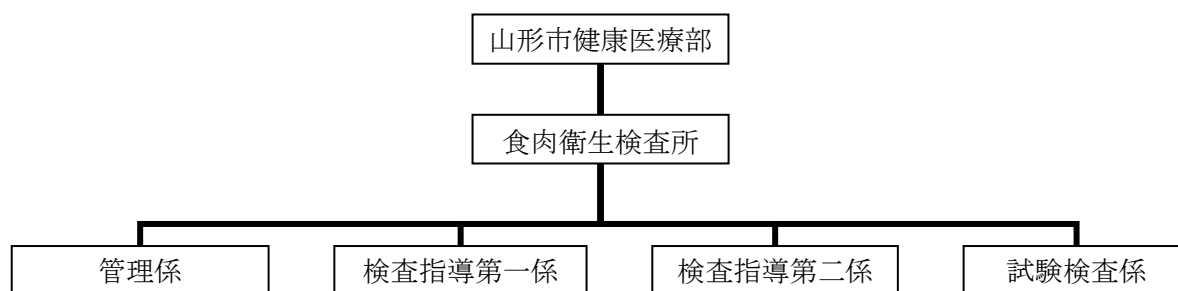 山形市健康医療部
食肉衛生検査所
管理係
検査指導第一係
検査指導第二係
試験検査係